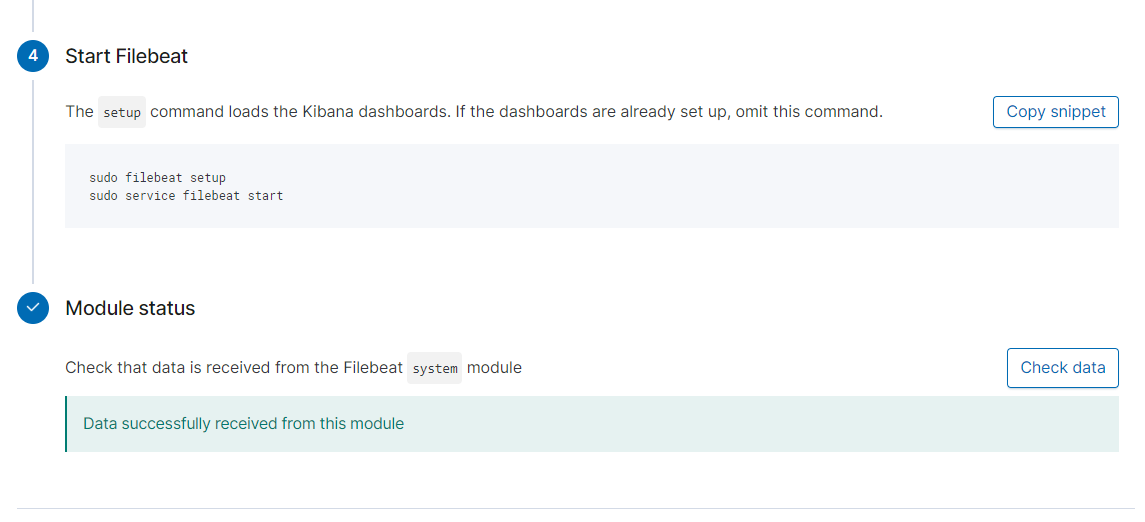 4 Start Filebeat
The setup command loads the Kibana dashboards. If the dashboards are already set up, omit this command.
Copy snippet
sudo filebeat setup
sudo service filebeat start
Module status
Check that data is received from the Filebeat system module
Check data
Data successfully received from this module